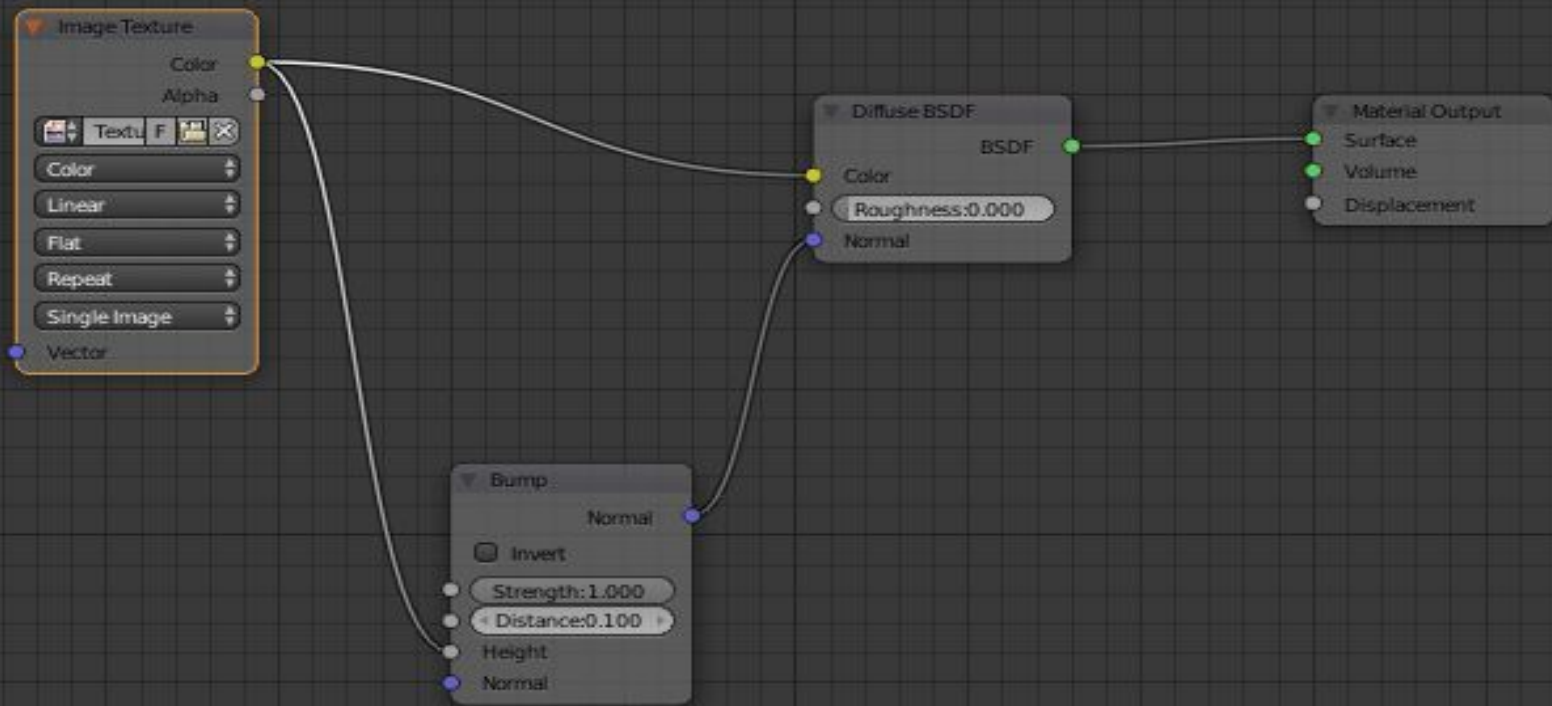 Image Texture
Color
Alpha
Textu F
Color
Linear
Flat
Repeat
Single Image
Vector
Diffuse BSDF
BSDF
Color
Roughness:0.000
Normal
Material Output
Surface
Volume
Displacement
Bump
Normal
Invert
Strength:1.000
Distance:0.100
Height
Normal